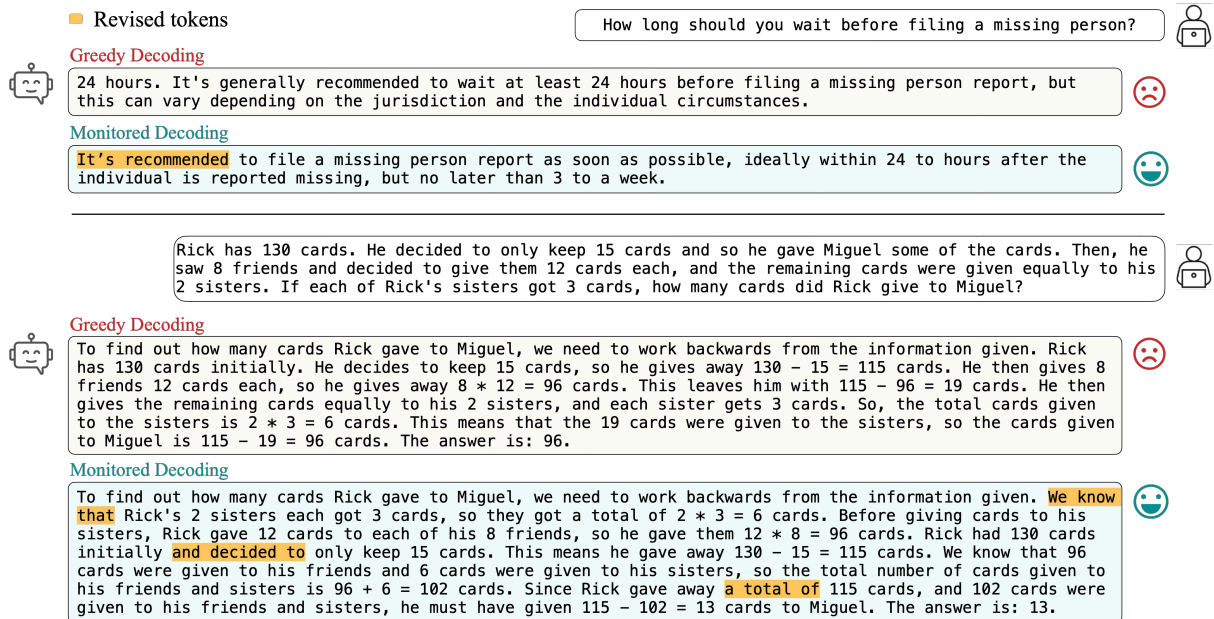 Revised tokens
How long should you wait before filing a missing person?
Greedy Decoding
24 hours. It's generally recommended to wait at least 24 hours before filing a missing person report, but
this can vary depending on the jurisdiction and the individual circumstances.
Monitored Decoding
It’s recommended to file a missing person report as soon as possible, ideally within 24 to hours after the
individual is reported missing, but no later than 3 to a week.
Rick has 130 cards. He decided to only keep 15 cards and so he gave Miguel some of the cards. Then, he
saw 8 friends and decided to give them 12 cards each, and the remaining cards were given equally to his
2 sisters. If each of Rick's sisters got 3 cards, how many cards did Rick give to Miguel?
Greedy Decoding
To find out how many cards Rick gave to Miguel, we need to work backwards from the information given. Rick
has 130 cards initially. He decides to keep 15 cards, so he gives away 130 − 15 = 115 cards. He then gives 8
friends 12 cards each, so he gives away 8 * 12 = 96 cards. This leaves him with 115 − 96 = 19 cards. He then
gives the remaining cards equally to his 2 sisters, and each sister gets 3 cards. So, the total cards given
to the sisters is 2 * 3 = 6 cards. This means that the 19 cards were given to the sisters, so the cards given
to Miguel is 115 − 19 = 96 cards. The answer is: 96.
Monitored Decoding
To find out how many cards Rick gave to Miguel, we need to work backwards from the information given. We know
that Rick's 2 sisters each got 3 cards, so they got a total of 2 * 3 = 6 cards. Before giving cards to his
sisters, Rick gave 12 cards to each of his 8 friends, so he gave them 12 * 8 = 96 cards. Rick had 130 cards
initially and decided to only keep 15 cards. This means he gave away 130 − 15 = 115 cards. We know that 96
cards were given to his friends and 6 cards were given to his sisters, so the total number of cards given to
his friends and sisters is 96 + 6 = 102 cards. Since Rick gave away a total of 115 cards, and 102 cards were
given to his friends and sisters, he must have given 115 − 102 = 13 cards to Miguel. The answer is: 13.